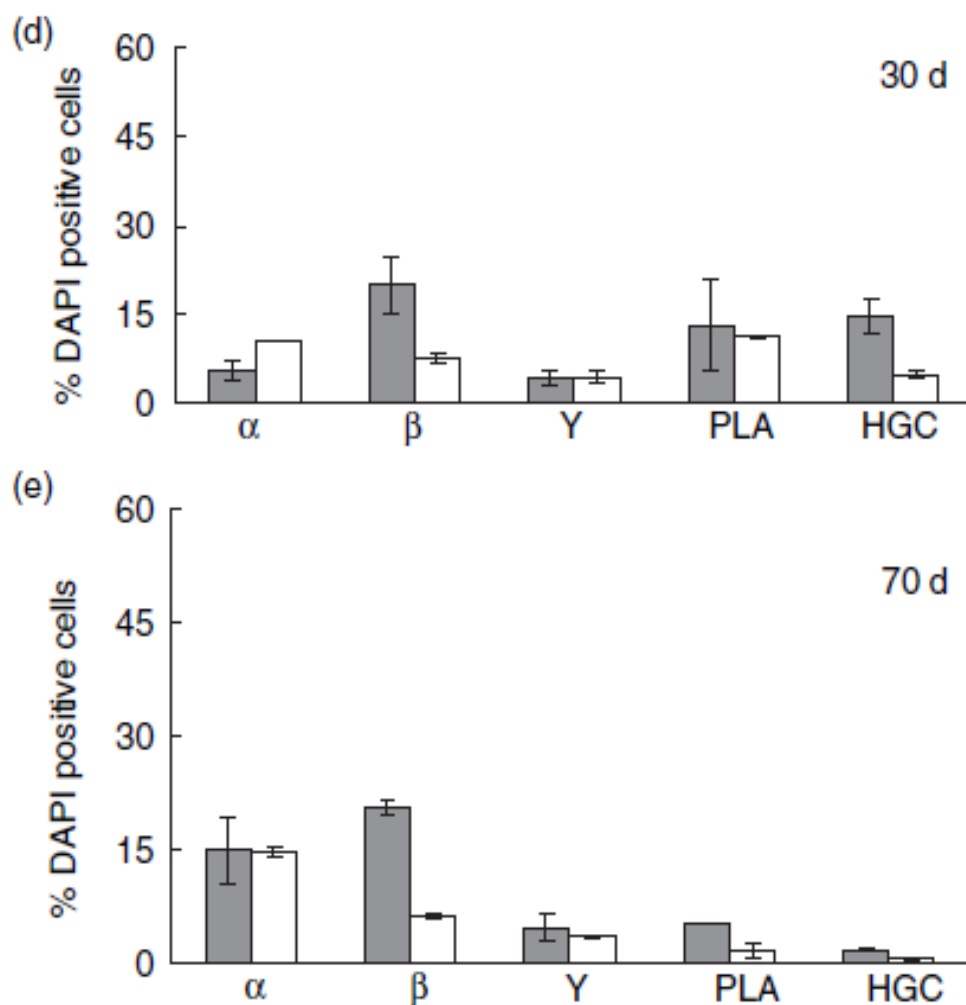 (d)
60
45
30
15
0
% DAPI positive cells
30 d
α β Y PLA HGC
(e)
60
45
30
15
0
% DAPI positive cells
70 d
α β Y PLA HGC